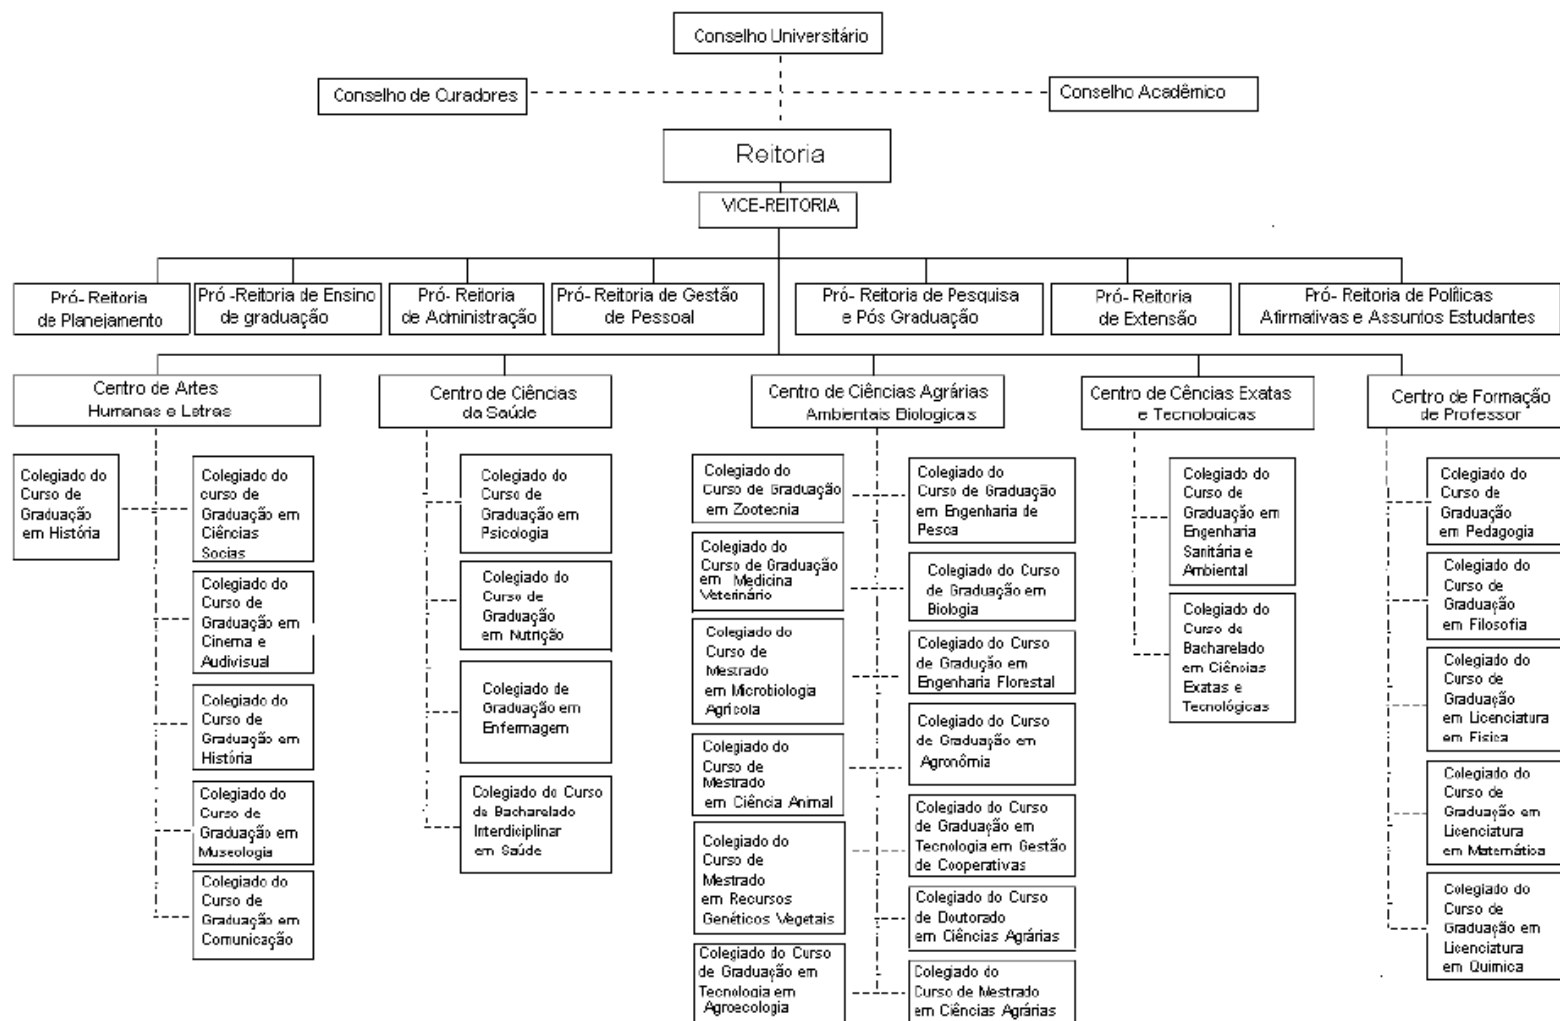 Conselho Universitário
Conselho de Curadores
Conselho Acadêmico
Reitoria
VICE-REITORIA
Pró- Reitoria
de Planejamento
Pró -Reitoria de Ensino
de graduação
Pró- Reitoria
de Administração
Pró- Reitoria de Gestão
de Pessoal
Pró- Reitoria de Pesquisa
e Pós Graduação
Pró- Reitoria
de Extensão
Pró- Reitoria de Políticas
Afirmativas e Assuntos Estudantes
Centro de Artes
Humanas e Letras
Centro de Ciências
da Saúde
Centro de Ciências Agrárias
Ambientais Biologicas
Centro de Cências Exatas
e Tecnologicas
Centro de Formação
de Professor
Colegiado do
Curso de
Graduação
em História
Colegiado do
curso de
Graduação em
Ciências
Socias
Colegiado do
Curso de
Graduação em
Cinema e
Audivisual
Colegiado do
Curso de
Graduação em
História
Colegiado do
Curso de
Graduação em
Museologia
Colegiado do
Curso de
Graduação em
Comunicação
Colegiado do
Curso de
Graduação em
Psicologia
Colegiado do
Curso de
Graduação
em Nutrição
Colegiado de
Graduação em
Enfermagem
Colegiado do Curso
de Bacharelado
Interdiciplinar
em Saúde
Colegiado do
Curso de Graduação
em Zootecnia
Colegiado do
Curso de Graduação
em Medicina
Veterinário
Colegiado do
Curso de
Mestrado
em Microbiologia
Agrícola
Colegiado do
Curso de
Mestrado
em Ciência Animal
Colegiado do
Curso de
Mestrado
em Recursos
Genéticos Vegetais
Colegiado do Curso
de Graduação em
Tecnologia em
Agroecologia
Colegiado do
Curso de Graduação
em Engenharia de
Pesca
Colegiado do Curso
de Graduação em
Biologia
Colegiado do Curso
de Gradução em
Engenharia Florestal
Colegiado do Curso
de Graduação em
Agronômia
Colegiado do Curso
de Graduação em
Tecnologia em Gestão
de Cooperativas
Colegiado do Curso
de Doutorado
em Ciências Agrárias
Colegiado do
Curso de Mestrado
em Ciências Agrárias
Colegiado do
Curso de
Graduação em
Engenharia
Sanitária e
Ambiental
Colegiado do
Curso de
Bacharelado
em Ciências
Exatas e
Tecnológicas
Colegiado do
Curso de
Graduação
em Pedagogia
Colegiado do
Curso de
Graduação
em Filosofia
Colegiado do
Curso de
Graduação
em Licenciatura
em Fisica
Colegiado do
Curso de
Graduação em
Licenciatura
em Matemática
Colegiado do
Curso de
Graduação em
Licenciatura
em Quimica